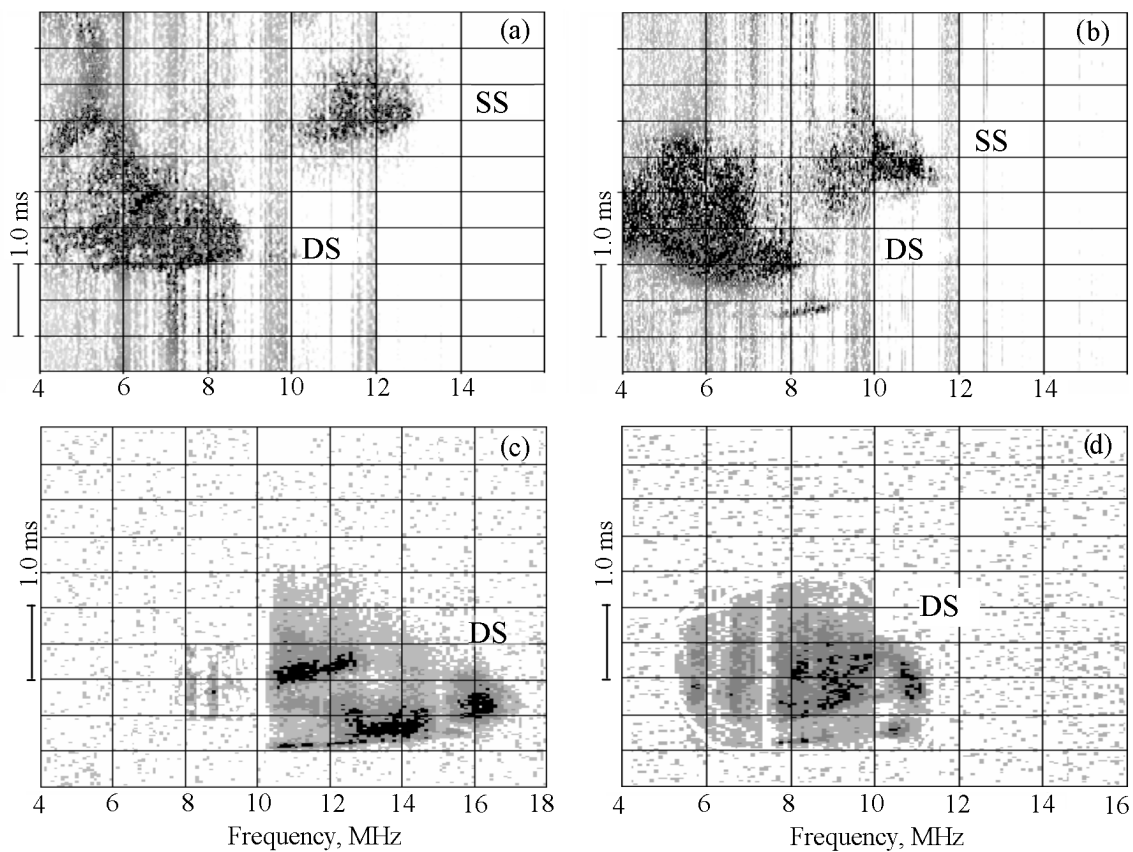 (a)
SS
DS
1.0 ms
4 6 8 10 12 14
(b)
SS
DS
1.0 ms
4 6 8 10 12 14
(c)
DS
1.0 ms
4 6 8 10 12 14 16 18
Frequency, MHz
(d)
DS
1.0 ms
4 6 8 10 12 14 16
Frequency, MHz